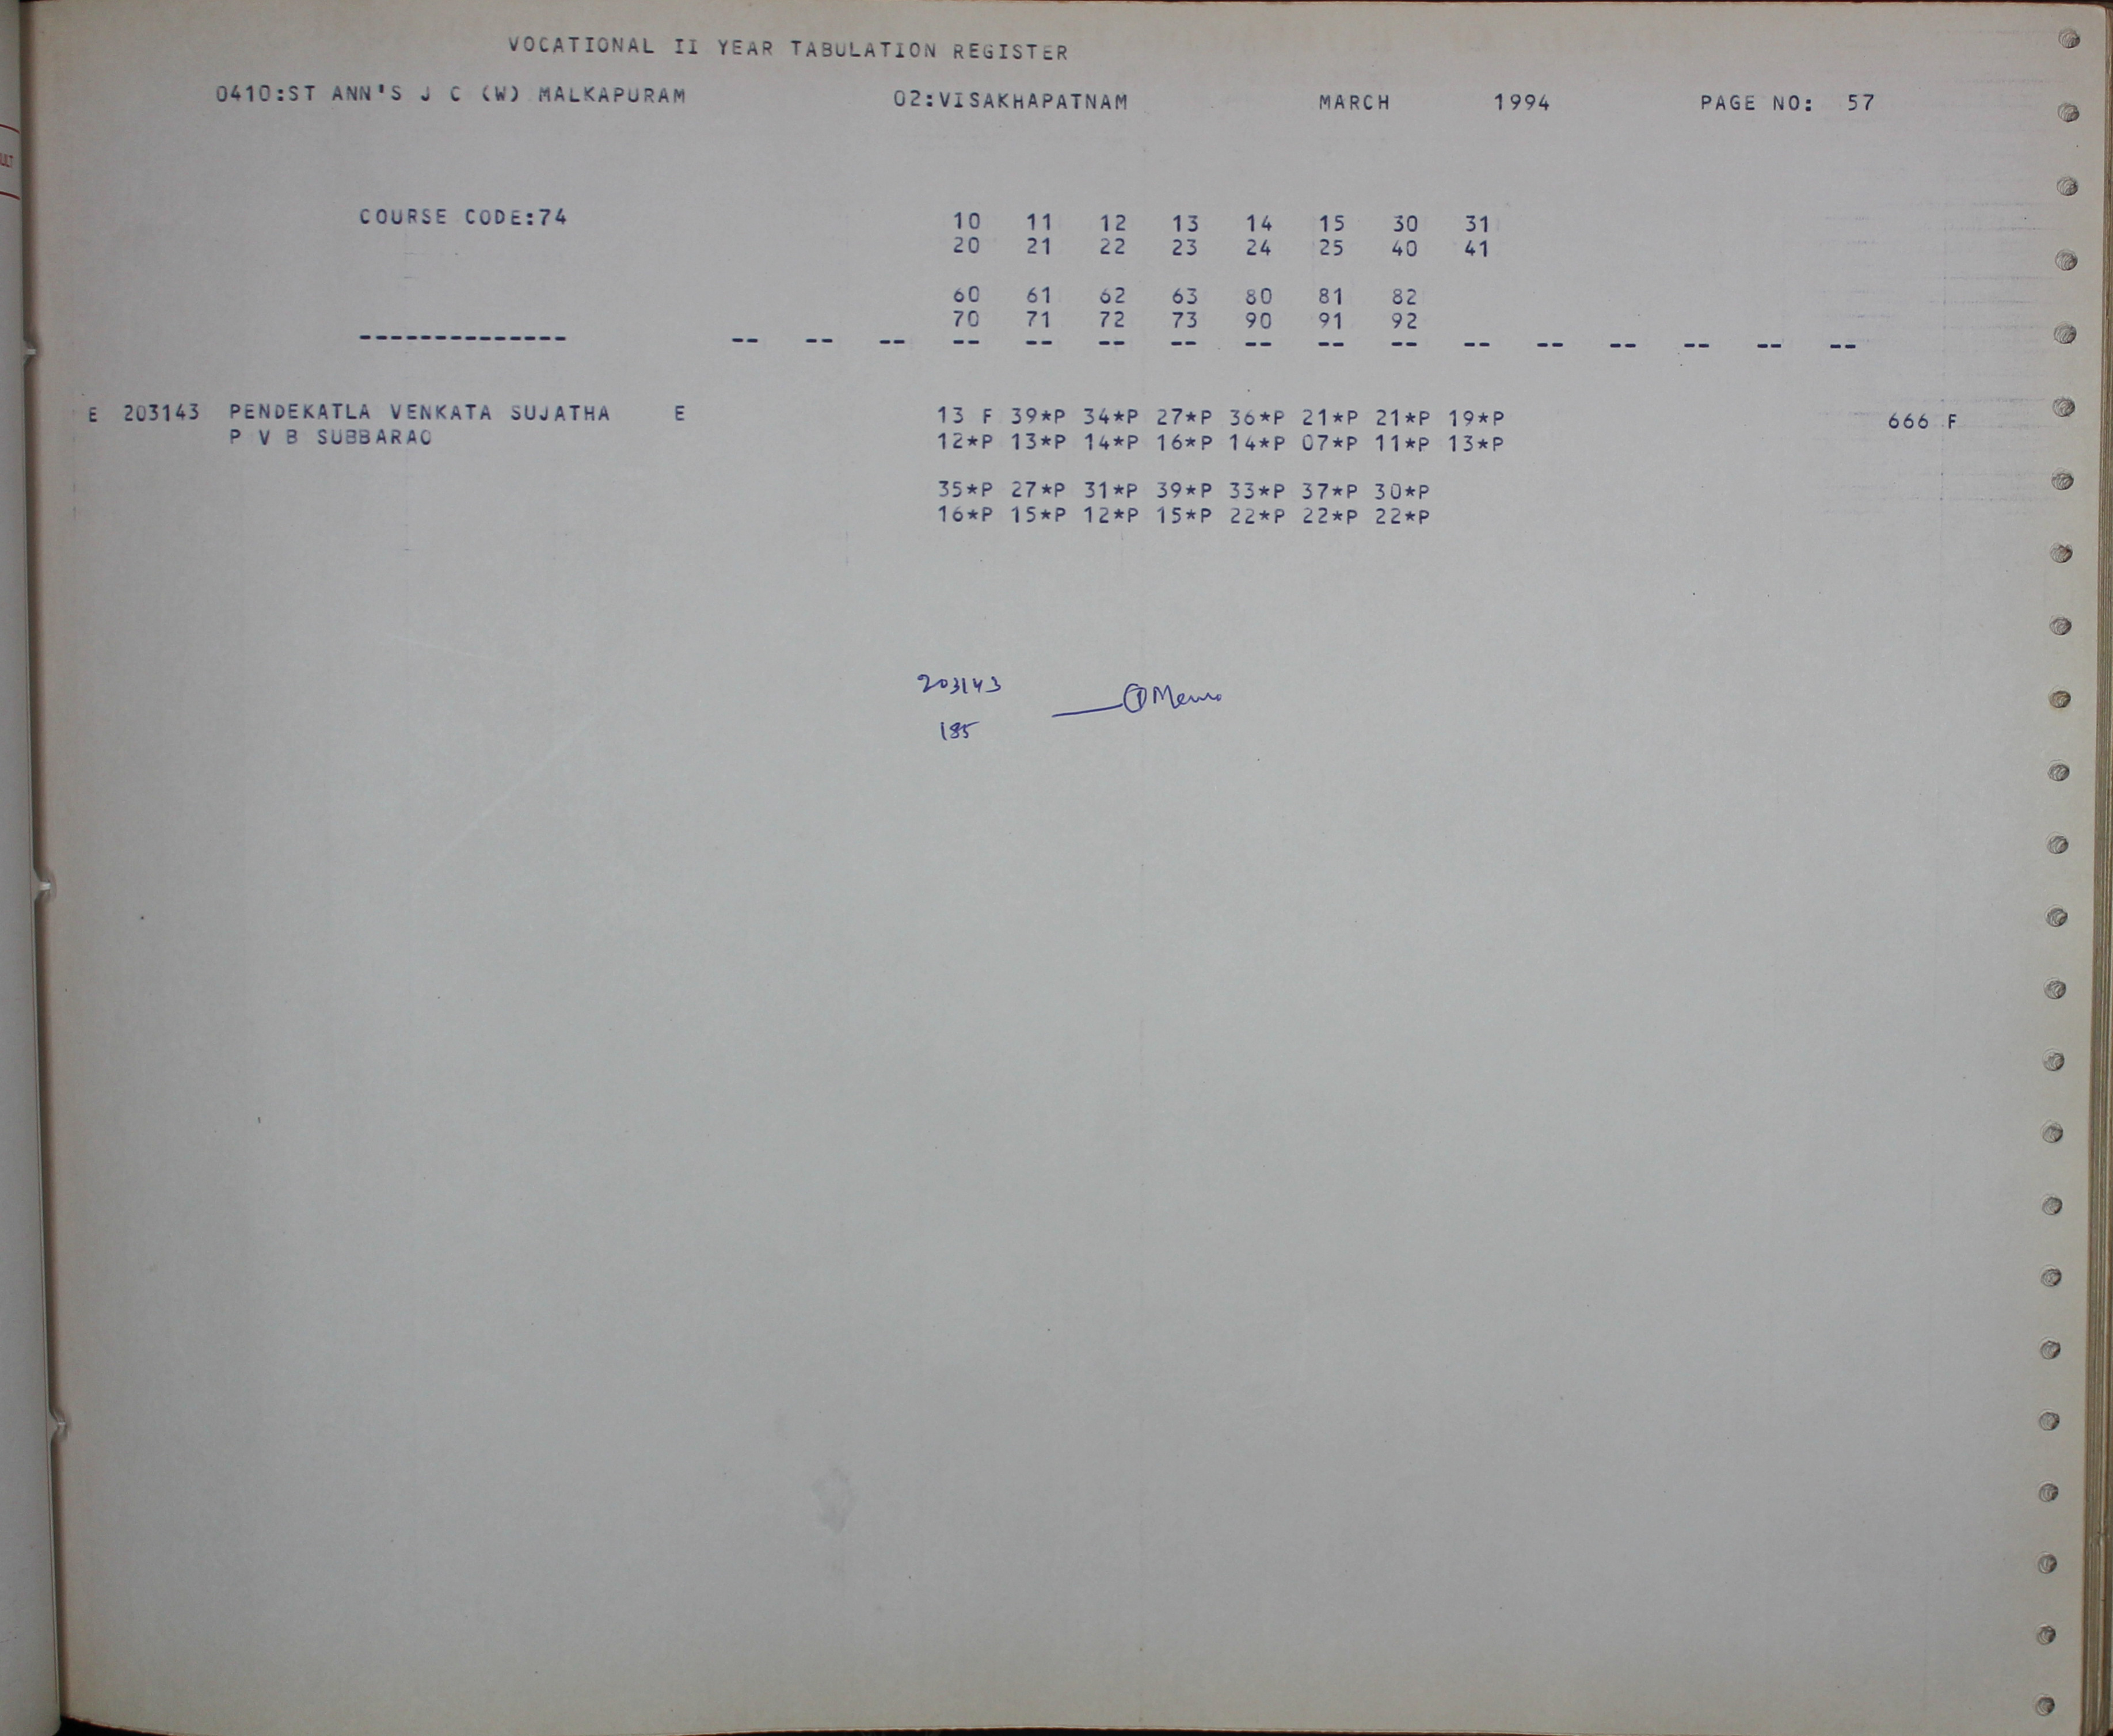 VOCATIONAL II YEAR TABULATION REGISTER
0410:ST ANN'S J C (W) MALKAPURAM 02:VISAKHAPATNAM MARCH 1994 PAGE NO: 57
ULT
COURSE CODE:74 10 11 12 13 14 15 30 31
20 21 22 23 24 25 40 41
60 61 62 63 80 81 82
70 71 72 73 90 91 92
-------------- -- -- -- -- -- -- -- -- -- -- -- -- -- -- -- --
E 203143 PENDEKATLA VENKATA SUJATHA E 13 F 39*P 34*P 27*P 36*P 21*P 21*P 19*P 666 F
P V B SUBBARAO 12*P 13*P 14*P 16*P 14*P 07*P 11*P 13*P
35*P 27*P 31*P 39*P 33*P 37*P 30*P
16*P 15*P 12*P 15*P 22*P 22*P 22*P
203143
① Memo
185